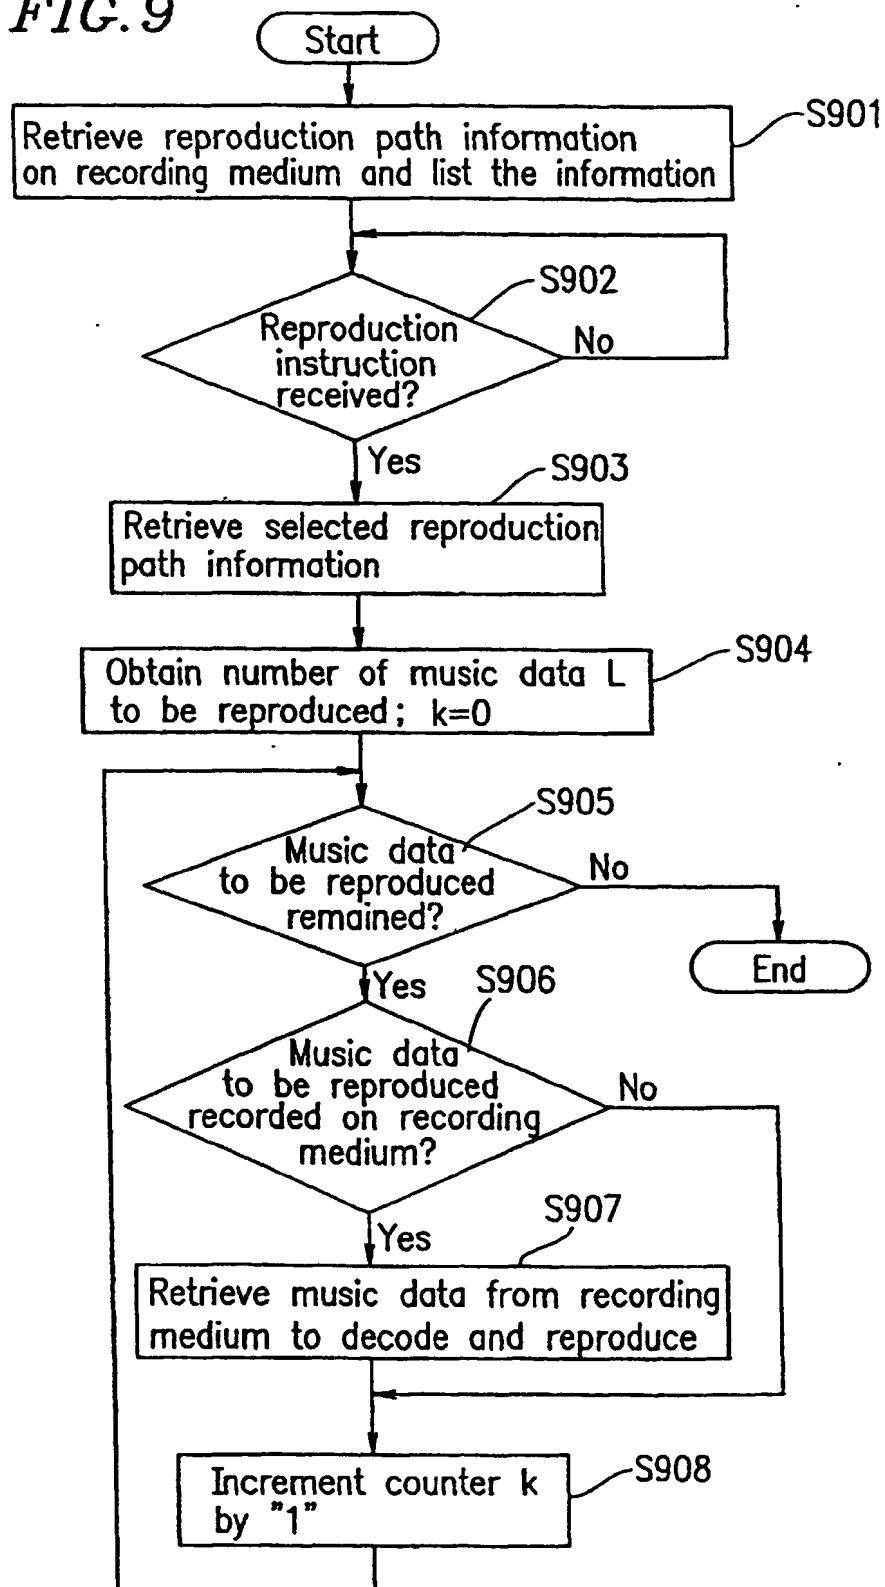 FIG. 9
Start
S901
Retrieve reproduction path information
on recording medium and list the information
S902
Reproduction
instruction
received?
No
Yes
S903
Retrieve selected reproduction
path information
S904
Obtain number of music data L
to be reproduced; k=0
S905
Music data
to be reproduced
remained?
No
End
Yes
S906
Music data
to be reproduced
recorded on recording
medium?
No
Yes
S907
Retrieve music data from recording
medium to decode and reproduce
S908
Increment counter k
by "1"